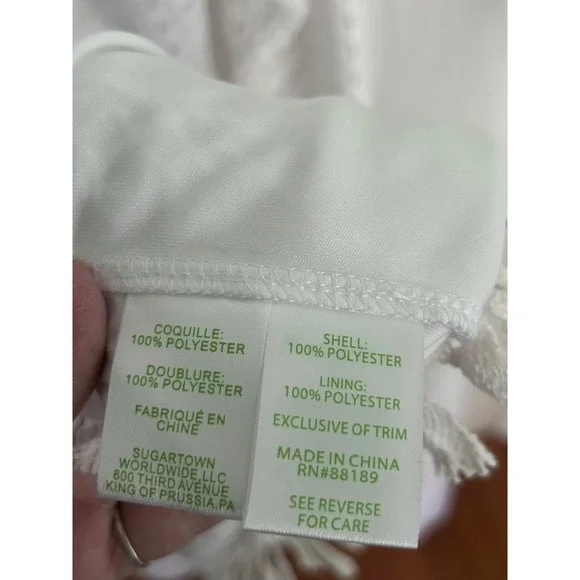 COQUILLE:
100% POLYESTER
DOUBLURE:
100% POLYESTER
FABRIQUÉ EN
CHINE
SUGARTOWN
WORLDWIDE,LLC
800 THIRD AVENUE
KING OF PRUSSIA,PA
SHELL:
100% POLYESTER
LINING:
100% POLYESTER
EXCLUSIVE OF TRIM
MADE IN CHINA
RN#88189
SEE REVERSE
FOR CARE